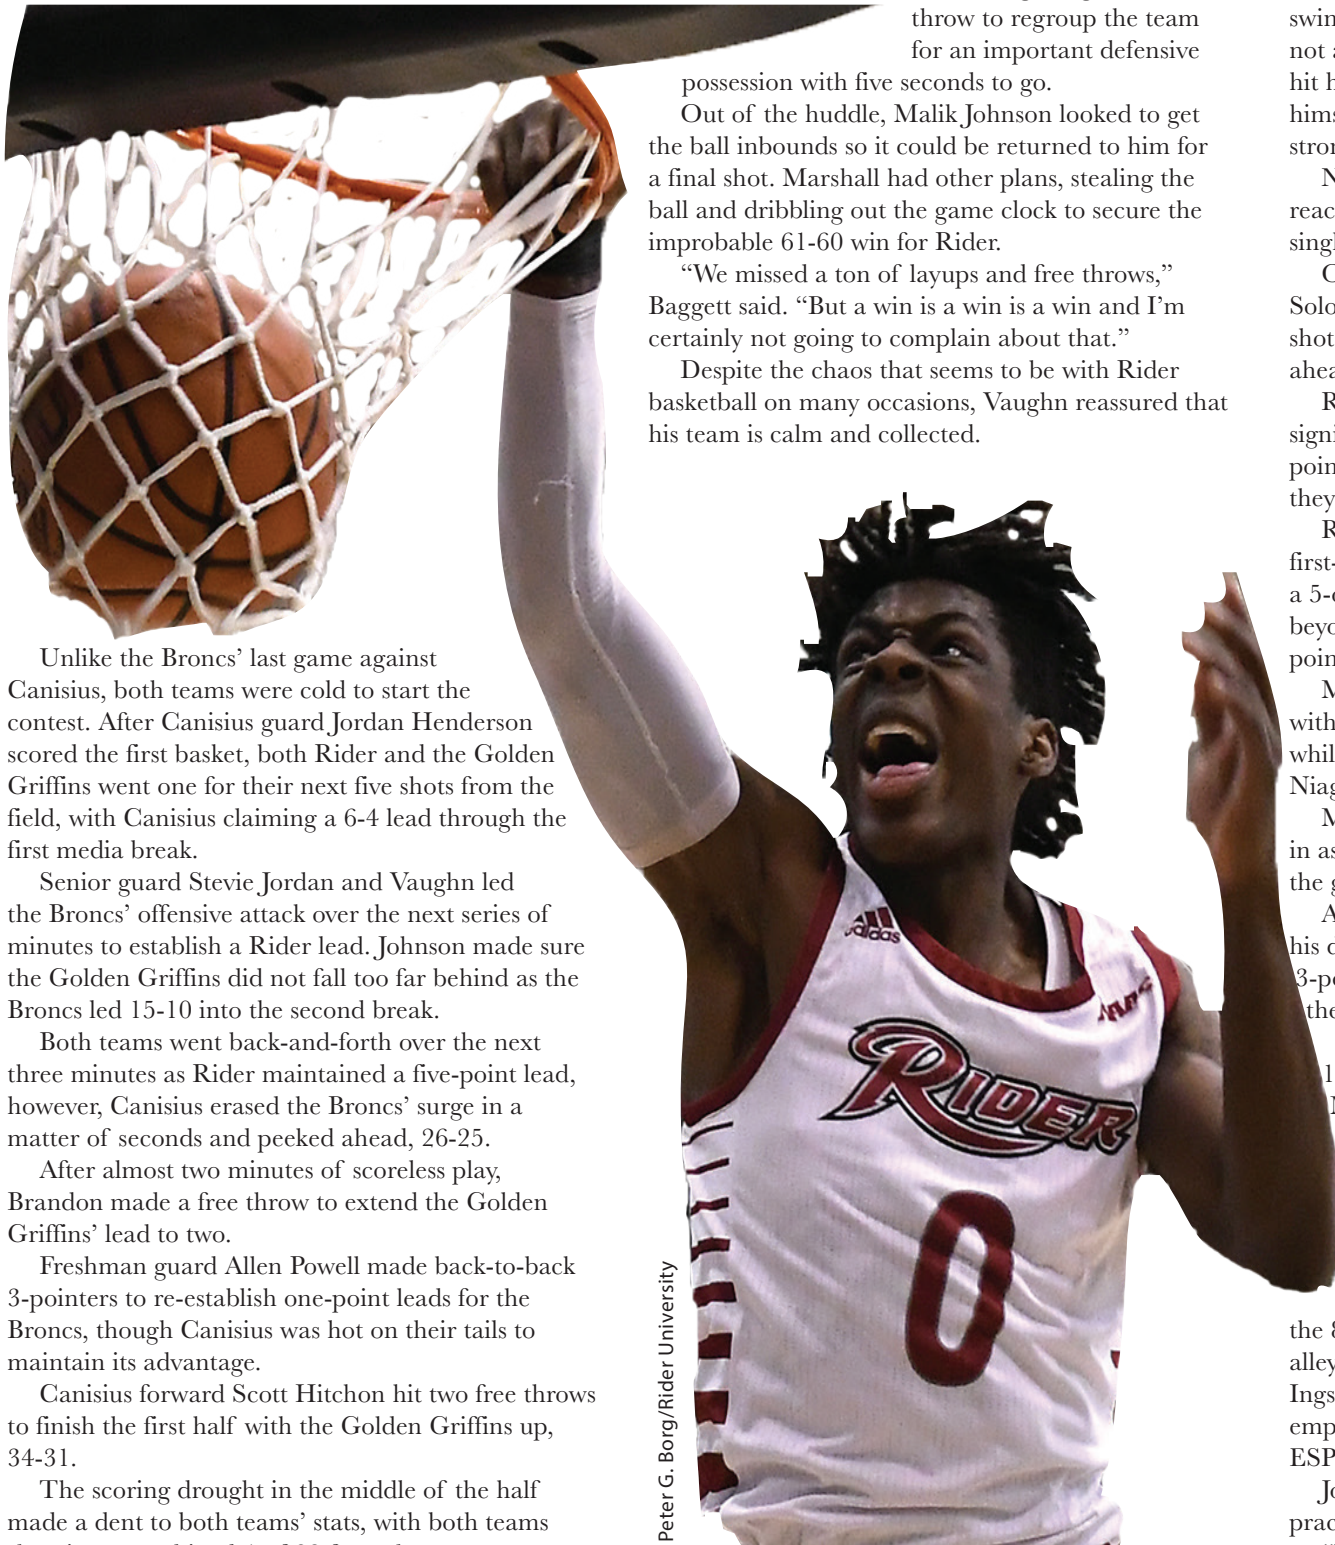 throw to regroup the team
for an important defensive
possession with five seconds to go.
Out of the huddle, Malik Johnson looked to get
the ball inbounds so it could be returned to him for
a final shot. Marshall had other plans, stealing the
ball and dribbling out the game clock to secure the
improbable 61-60 win for Rider.
“We missed a ton of layups and free throws,”
Baggett said. “But a win is a win is a win and I’m
certainly not going to complain about that.”
Despite the chaos that seems to be with Rider
basketball on many occasions, Vaughn reassured that
his team is calm and collected.
Unlike the Broncs’ last game against
Canisius, both teams were cold to start the
contest. After Canisius guard Jordan Henderson
scored the first basket, both Rider and the Golden
Griffins went one for their next five shots from the
field, with Canisius claiming a 6-4 lead through the
first media break.
Senior guard Stevie Jordan and Vaughn led
the Broncs’ offensive attack over the next series of
minutes to establish a Rider lead. Johnson made sure
the Golden Griffins did not fall too far behind as the
Broncs led 15-10 into the second break.
Both teams went back-and-forth over the next
three minutes as Rider maintained a five-point lead,
however, Canisius erased the Broncs’ surge in a
matter of seconds and peeked ahead, 26-25.
After almost two minutes of scoreless play,
Brandon made a free throw to extend the Golden
Griffins’ lead to two.
Freshman guard Allen Powell made back-to-back
3-pointers to re-establish one-point leads for the
Broncs, though Canisius was hot on their tails to
maintain its advantage.
Canisius forward Scott Hitchon hit two free throws
to finish the first half with the Golden Griffins up,
34-31.
The scoring drought in the middle of the half
made a dent to both teams’ stats, with both teams
adidas
MAAC
RIDER
0
Peter G. Borg/Rider University
not
hit
with
the
his
the
alley